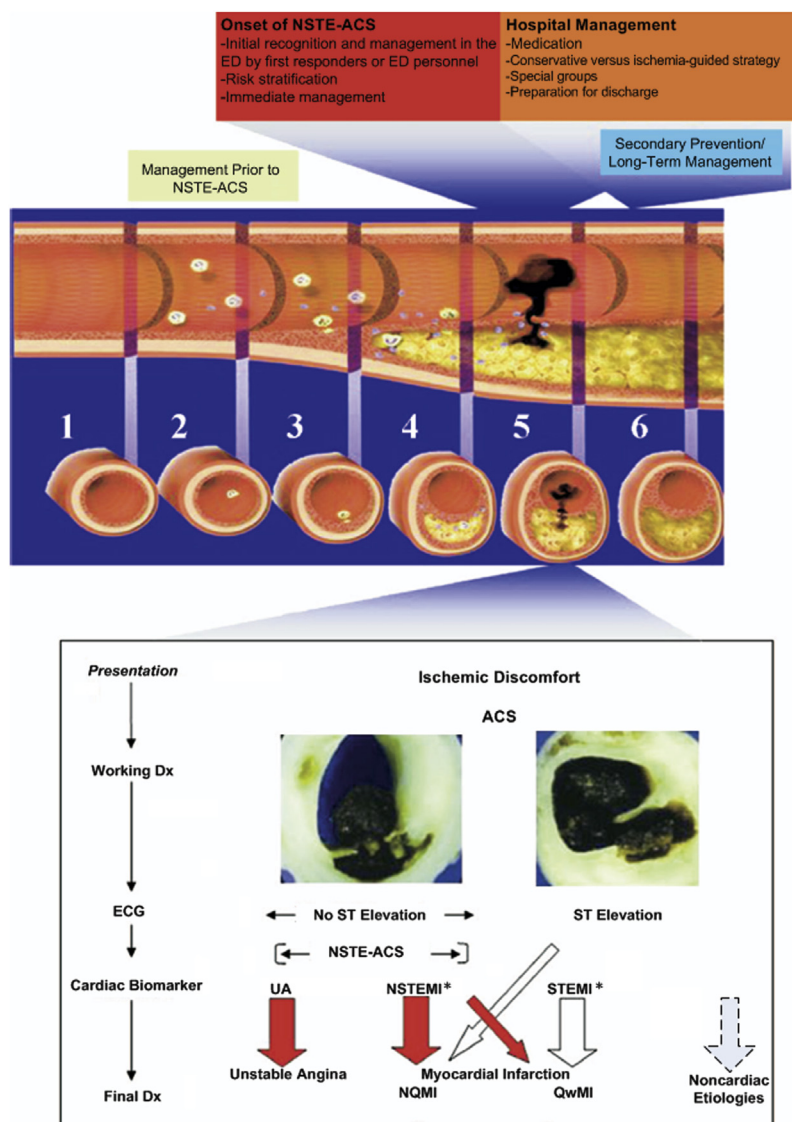 Onset of NSTE-ACS
-Initial recognition and management in the
ED by first responders or ED personnel
-Risk stratification
-Immediate management
Hospital Management
-Medication
-Conservative versus ischemia-guided strategy
-Special groups
-Preparation for discharge
Secondary Prevention/
Long-Term Management
Management Prior to
NSTE-ACS
1 2 3 4 5 6
Presentation
Ischemic Discomfort
ACS
Working Dx
ECG
No ST Elevation
ST Elevation
NSTE-ACS
Cardiac Biomarker
UA
NSTEMI*
STEMI*
Unstable Angina
Myocardial Infarction
Noncardiac
Etiologies
Final Dx
NQMI
QwMI